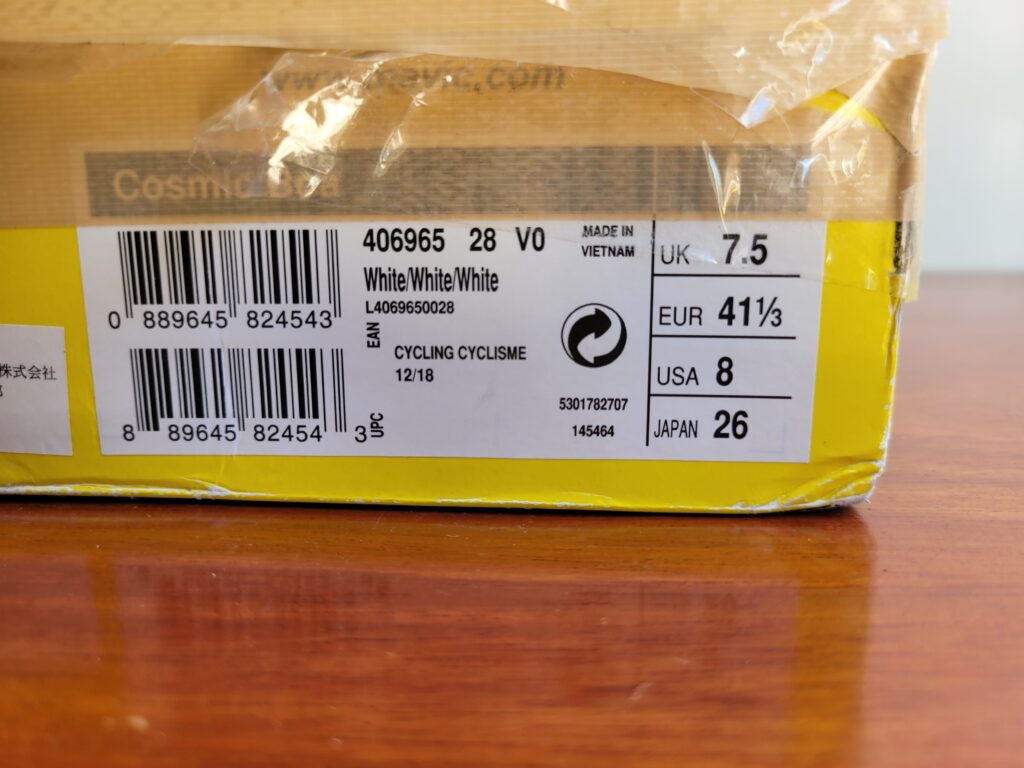 www.mavic.com
Cosmic Boa
406965 28 V0
White/White/White
L4069650028
MADE IN
VIETNAM
0 889645 824543
EAN
CYCLING CYCLISME
12/18
8 89645 82454 3
UPC
5301782707
145464
UK 7.5
EUR 41⅓
USA 8
JAPAN 26
株式会社